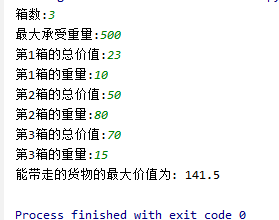 箱数:3
最大承受重量:500
第1箱的总价值:23
第1箱的重量:10
第2箱的总价值:50
第2箱的重量:80
第3箱的总价值:70
第3箱的重量:15
能带走的货物的最大价值为: 141.5
Process finished with exit code 0